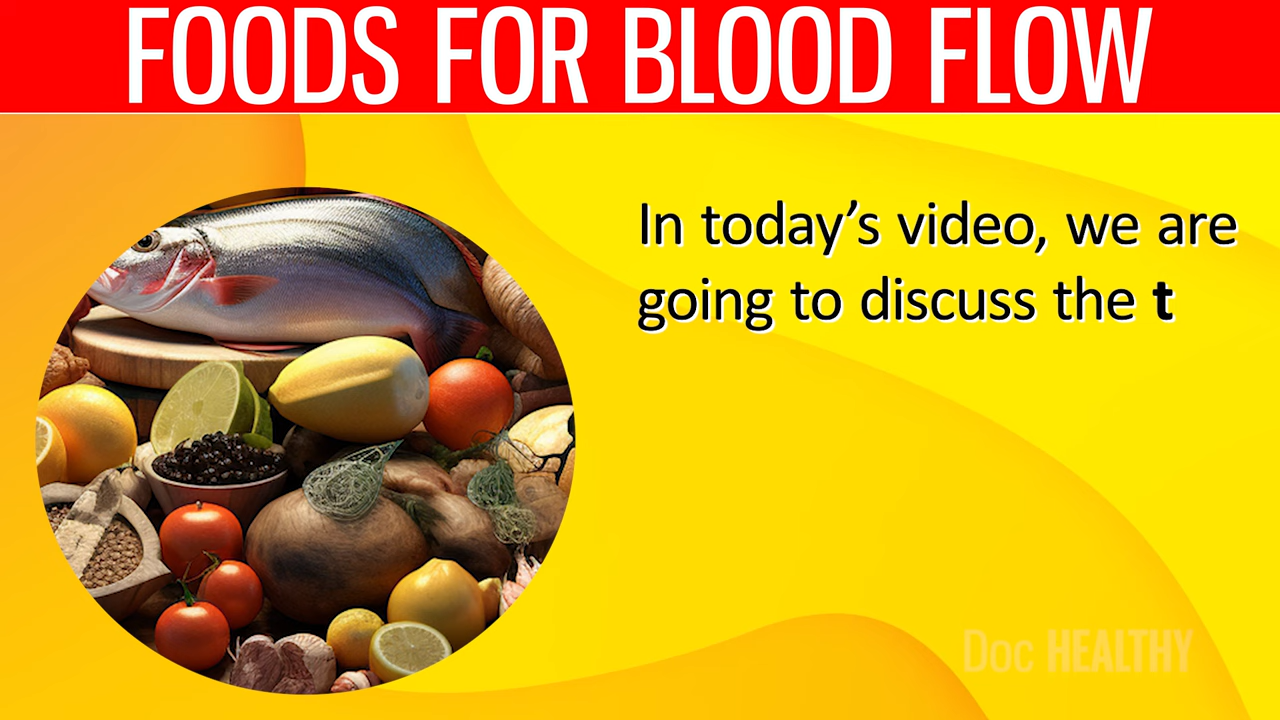 FOODS FOR BLOOD FLOW
In today’s video, we are
going to discuss the t
Doc HEALTHY